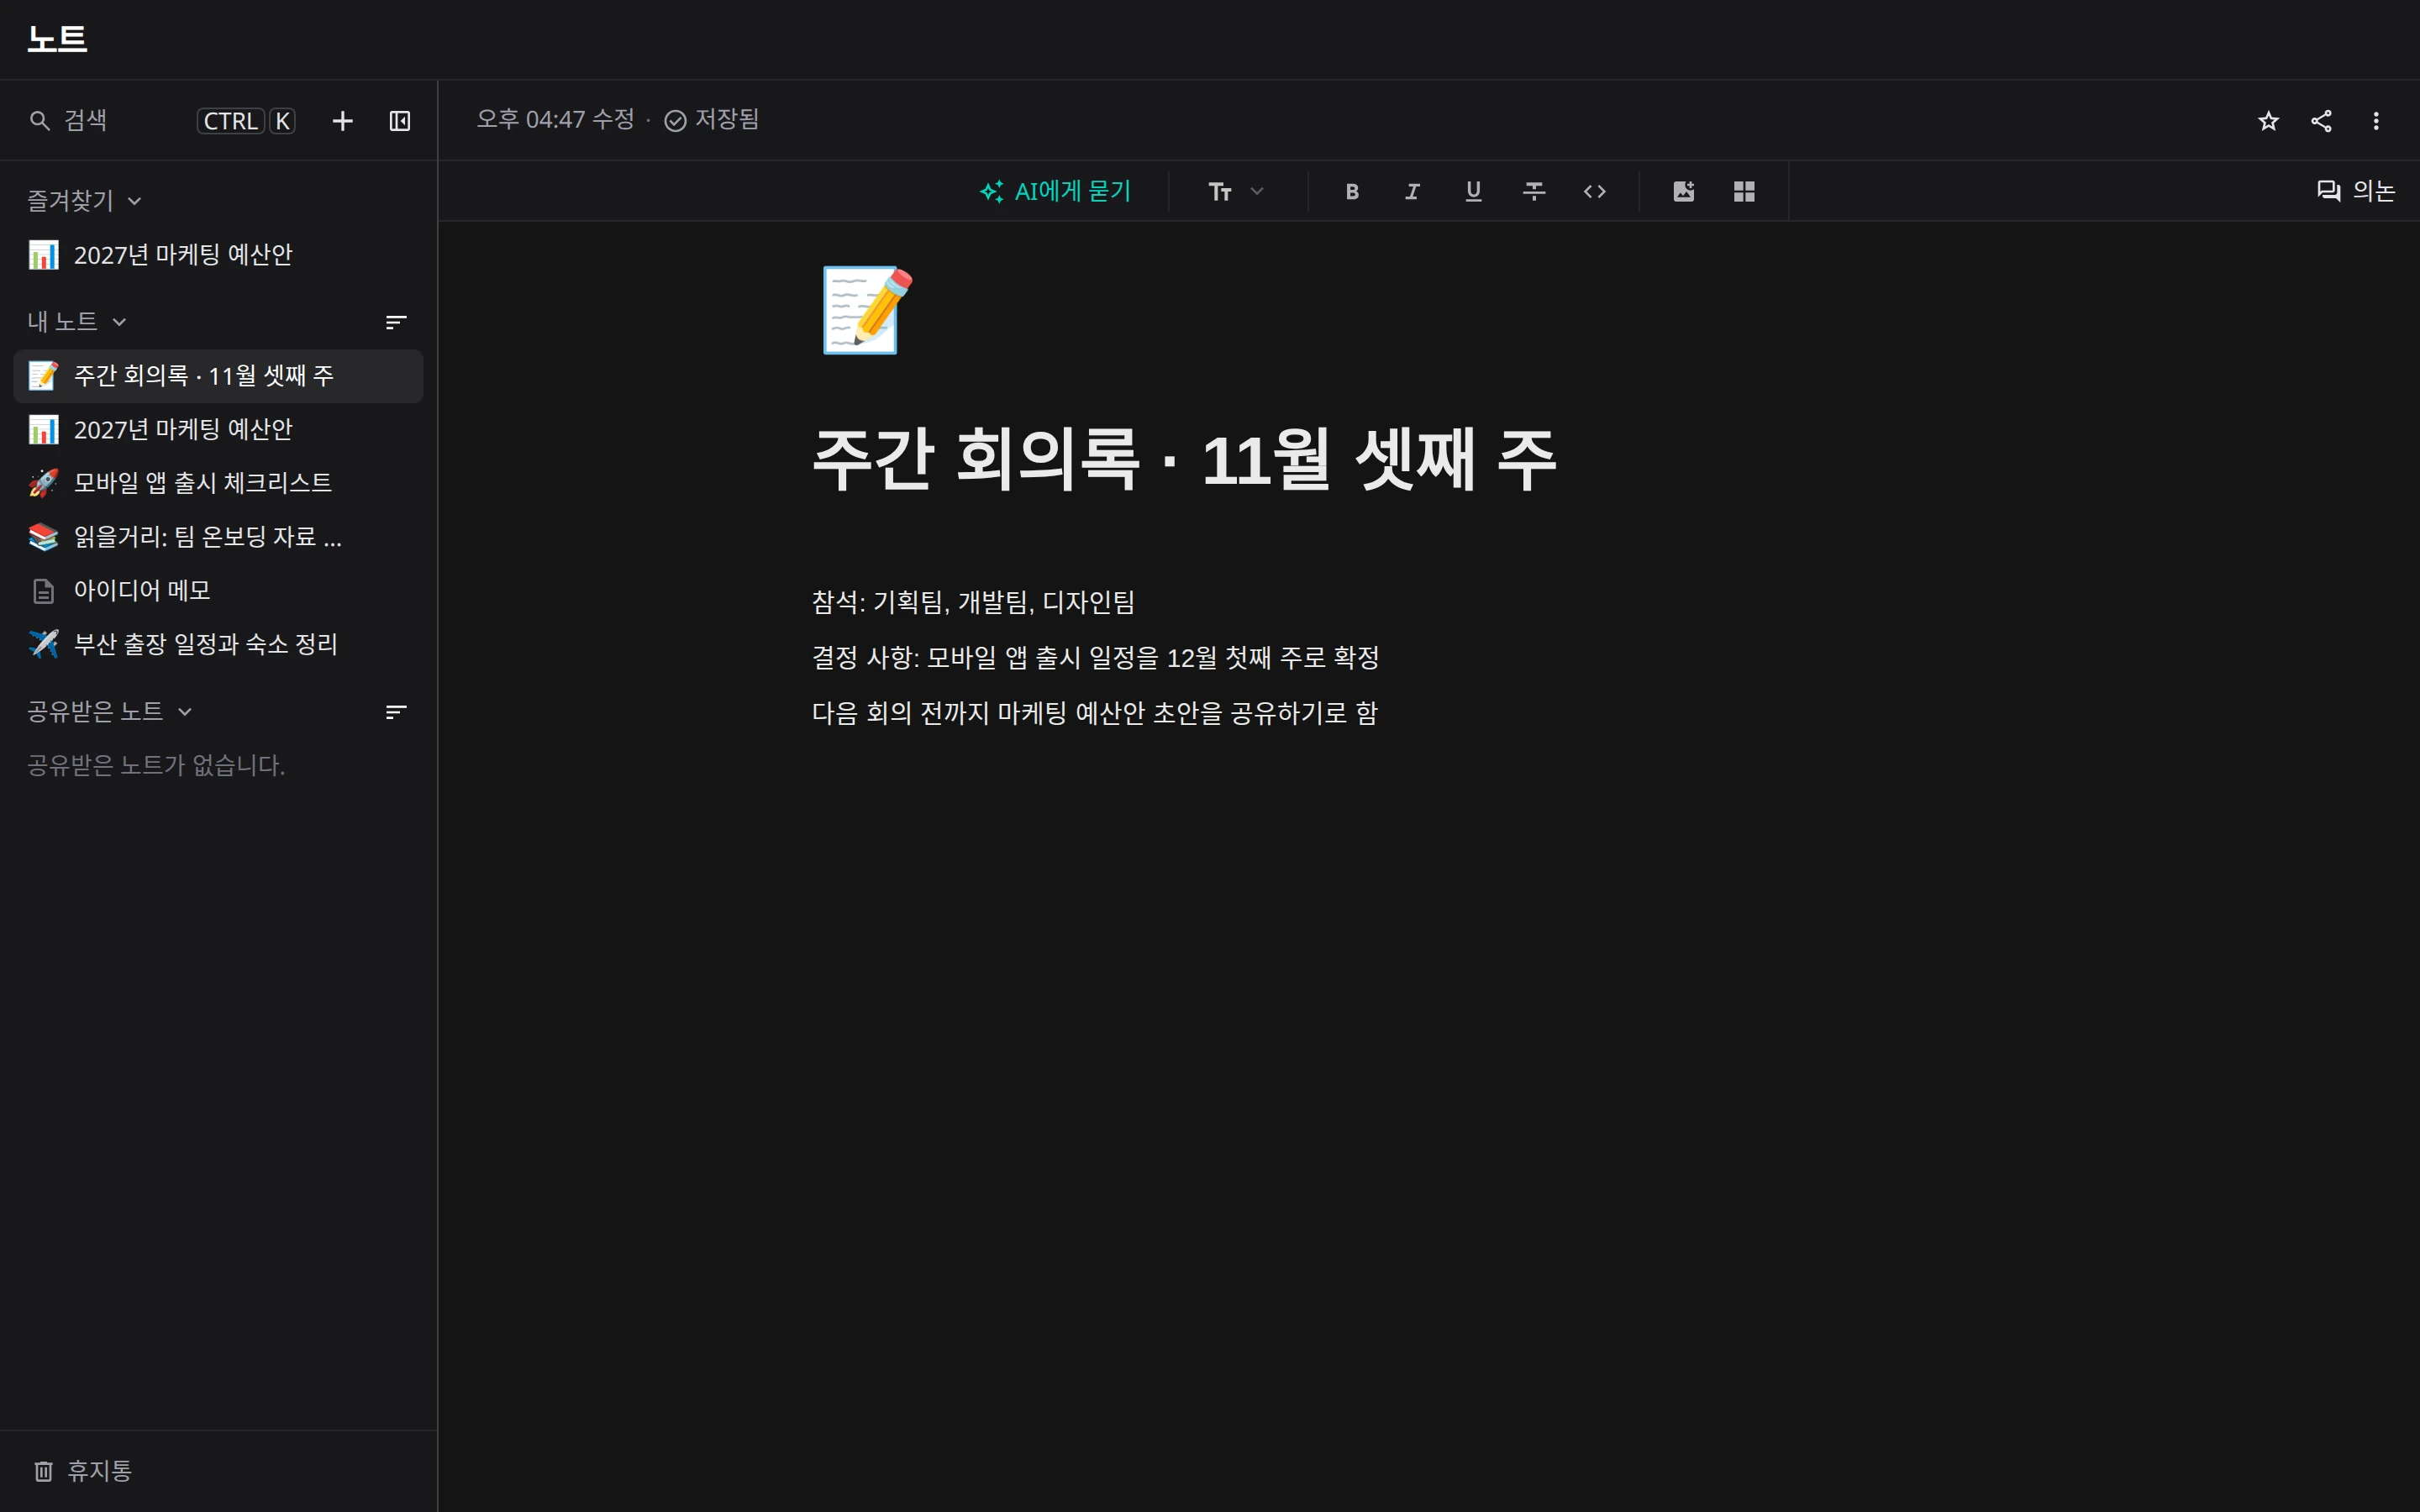 노트
검색 CTRL K
즐겨찾기
2027년 마케팅 예산안
내 노트
주간 회의록 · 11월 셋째 주
2027년 마케팅 예산안
모바일 앱 출시 체크리스트
읽을거리: 팀 온보딩 자료 ...
아이디어 메모
부산 출장 일정과 숙소 정리
공유받은 노트
공유받은 노트가 없습니다.
휴지통
오후 04:47 수정 · 저장됨
AI에게 묻기
의논
주간 회의록 · 11월 셋째 주
참석: 기획팀, 개발팀, 디자인팀
결정 사항: 모바일 앱 출시 일정을 12월 첫째 주로 확정
다음 회의 전까지 마케팅 예산안 초안을 공유하기로 함